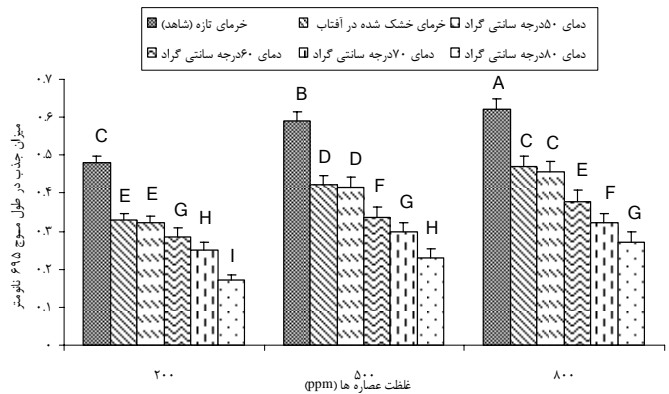 خرمای تازه (شاهد) خرمای خشک شده در آفتاب دمای ۵۰درجه سانتی گراد
دمای ۶۰درجه سانتی گراد دمای ۷۰درجه سانتی گراد دمای ۸۰درجه سانتی گراد
میزان جذب در طول موج ۶۹۵ نانومتر
۰.۷
۰.۶
۰.۵
۰.۴
۰.۳
۰.۲
۰.۱
۰
C E E G H I
B D D F G H
A C C E F G
۲۰۰ ۵۰۰ ۸۰۰
غلظت عصاره ها (ppm)